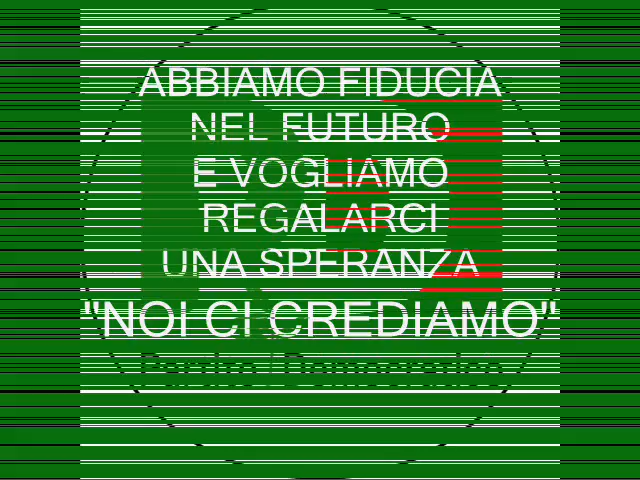 ABBIAMO FIDUCIA
NEL FUTURO
E VOGLIAMO
REGALARCI
UNA SPERANZA
"NOI CI CREDIAMO"
Partito Democratico